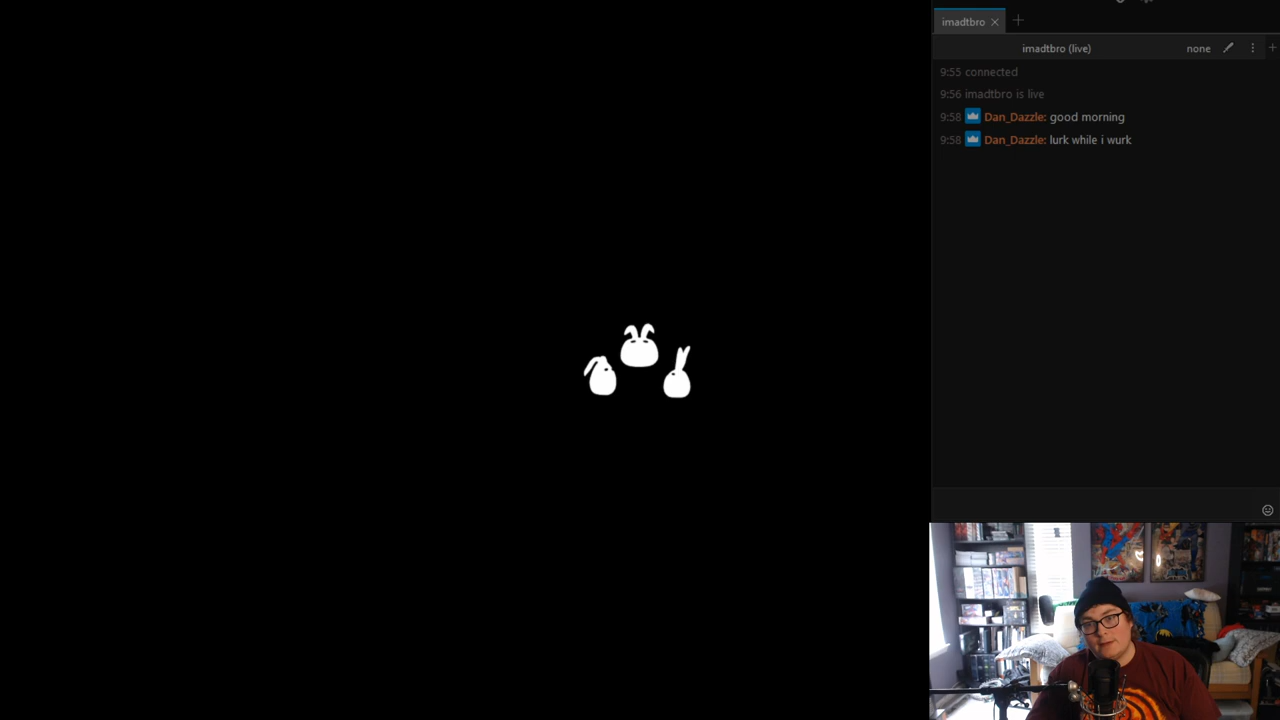 imadtbro
imadtbro (live)
none
9:55 connected
9:56 imadtbro is live
9:58 Dan_Dazzle: good morning
9:58 Dan_Dazzle: lurk while i wurk